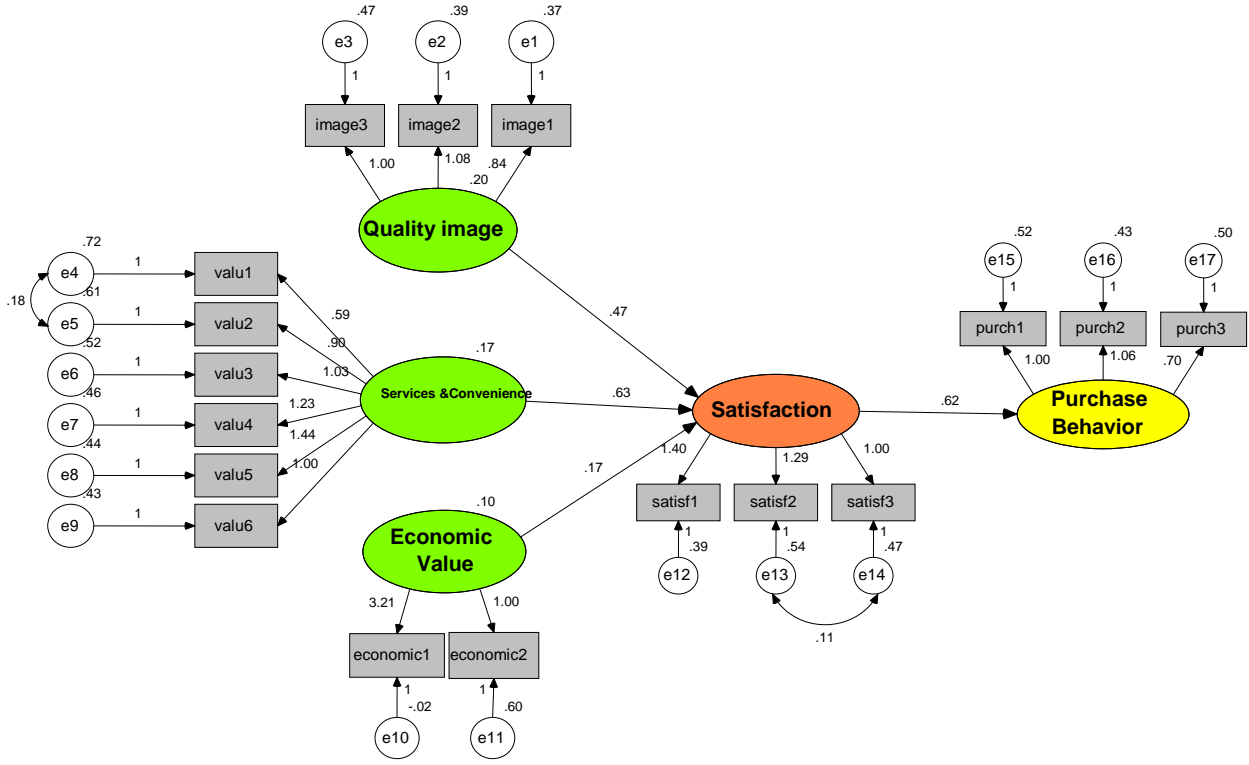 .47 .39 .37
e3 e2 e1
1 1 1
image3 image2 image1
1.00 1.08 .84
.20
Quality image
.72
e4 1 valu1
.61
.18
e5 1 valu2
.52
e6 1 valu3
.46
e7 1 valu4
.44
e8 1 valu5
.43
e9 1 valu6
.59
.90
1.03
1.23
1.44
1.00
.17
Services &Convenience
.47
.63
.17
.10
Economic
Value
3.21 1.00
economic1 economic2
1 1
-.02 .60
e10 e11
Satisfaction
1.40 1.29 1.00
satisf1 satisf2 satisf3
1 1 1
.39 .54 .47
e12 e13 e14
.11
.62
.52 .43 .50
e15 e16 e17
1 1 1
purch1 purch2 purch3
1.00 1.06 .70
Purchase
Behavior